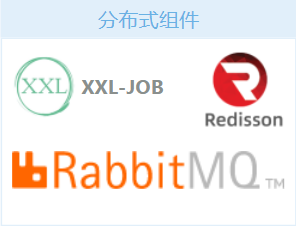 分布式组件
XXL XXL-JOB
Redisson
RabbitMQ™